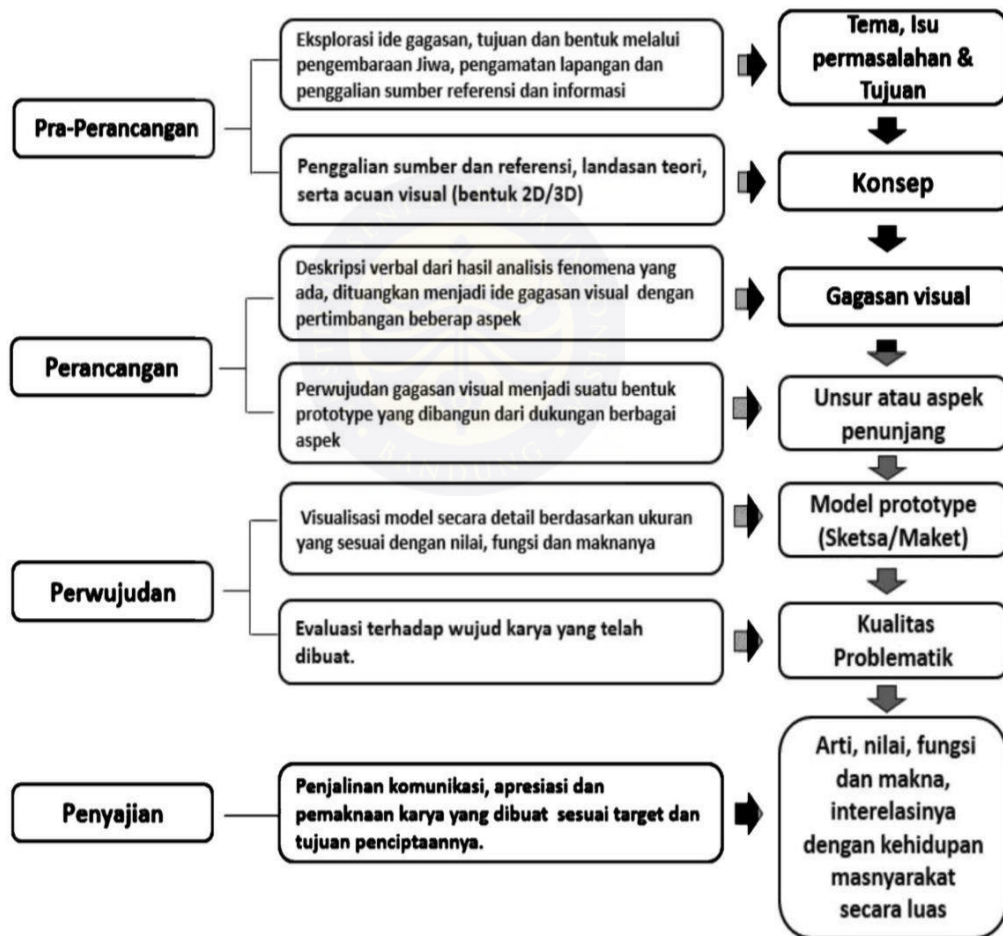 Eksplorasi ide gagasan, tujuan dan bentuk melalui
pengembaraan Jiwa, pengamatan lapangan dan
penggalian sumber referensi dan informasi
Tema, Isu
permasalahan &
Tujuan
Pra-Perancangan
Penggalian sumber dan referensi, landasan teori,
serta acuan visual (bentuk 2D/3D)
Konsep
Deskripsi verbal dari hasil analisis fenomena yang
ada, dituangkan menjadi ide gagasan visual dengan
pertimbangan beberap aspek
Gagasan visual
Perancangan
Perwujudan gagasan visual menjadi suatu bentuk
prototype yang dibangun dari dukungan berbagai
aspek
Unsur atau aspek
penunjang
Visualisasi model secara detail berdasarkan ukuran
yang sesuai dengan nilai, fungsi dan maknanya
Model prototype
(Sketsa/Maket)
Perwujudan
Evaluasi terhadap wujud karya yang telah
dibuat.
Kualitas
Problematik
Penyajian
Penjalinan komunikasi, apresiasi dan
pemaknaan karya yang dibuat sesuai target dan
tujuan penciptaannya.
Arti, nilai, fungsi
dan makna,
interelasinya
dengan kehidupan
masnyarakat
secara luas
BANDUNG